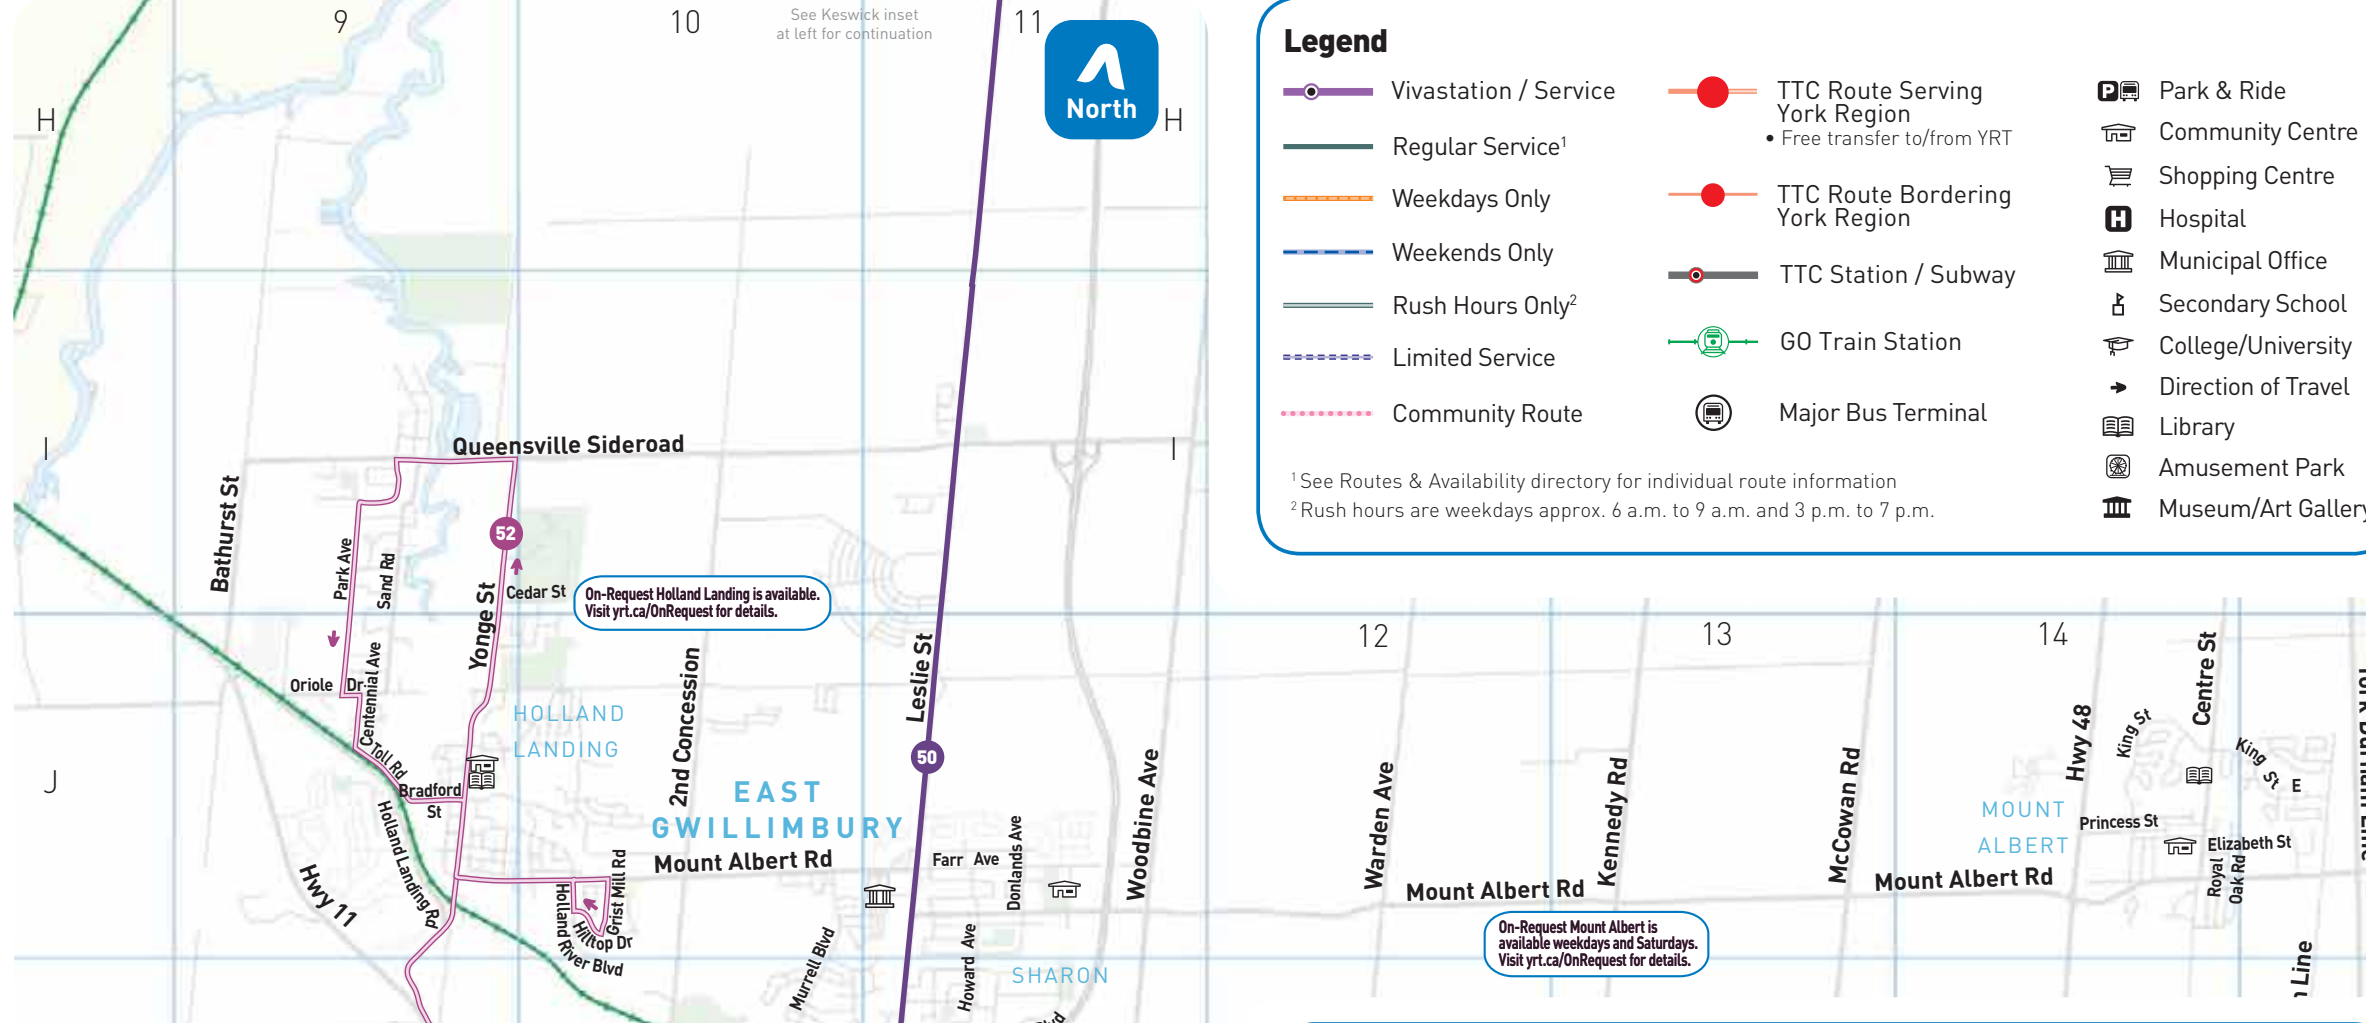 9
10
See Keswick inset
at left for continuation
11
North
H
H
Legend
Vivastation / Service
Regular Service¹
Weekdays Only
Weekends Only
Rush Hours Only²
Limited Service
Community Route
TTC Route Serving
York Region
• Free transfer to/from YRT
TTC Route Bordering
York Region
TTC Station / Subway
GO Train Station
Major Bus Terminal
P
Park & Ride
Community Centre
Shopping Centre
H
Hospital
Municipal Office
Secondary School
College/University
Direction of Travel
Library
Amusement Park
Museum/Art Gallery
¹ See Routes & Availability directory for individual route information
² Rush hours are weekdays approx. 6 a.m. to 9 a.m. and 3 p.m. to 7 p.m.
I
I
Queensville Sideroad
Bathurst St
Park Ave
Sand Rd
52
Yonge St
Cedar St
On-Request Holland Landing is available.
Visit yrt.ca/OnRequest for details.
Oriole Dr
Centennial Ave
HOLLAND
LANDING
2nd Concession
Leslie St
50
12
13
14
Toll Rd
Bradford
St
J
EAST
GWILLIMBURY
Holland Landing Rd
Hwy 11
Mount Albert Rd
Holland River Blvd
Grist Mill Rd
Hilltop Dr
Farr Ave
Donlands Ave
Woodbine Ave
Murrell Blvd
Howard Ave
SHARON
Warden Ave
Mount Albert Rd
Kennedy Rd
McCowan Rd
Mount Albert Rd
On-Request Mount Albert is
available weekdays and Saturdays.
Visit yrt.ca/OnRequest for details.
Hwy 48
King St
Centre St
King St E
MOUNT
ALBERT
Princess St
Elizabeth St
Royal
Oak Rd
Line